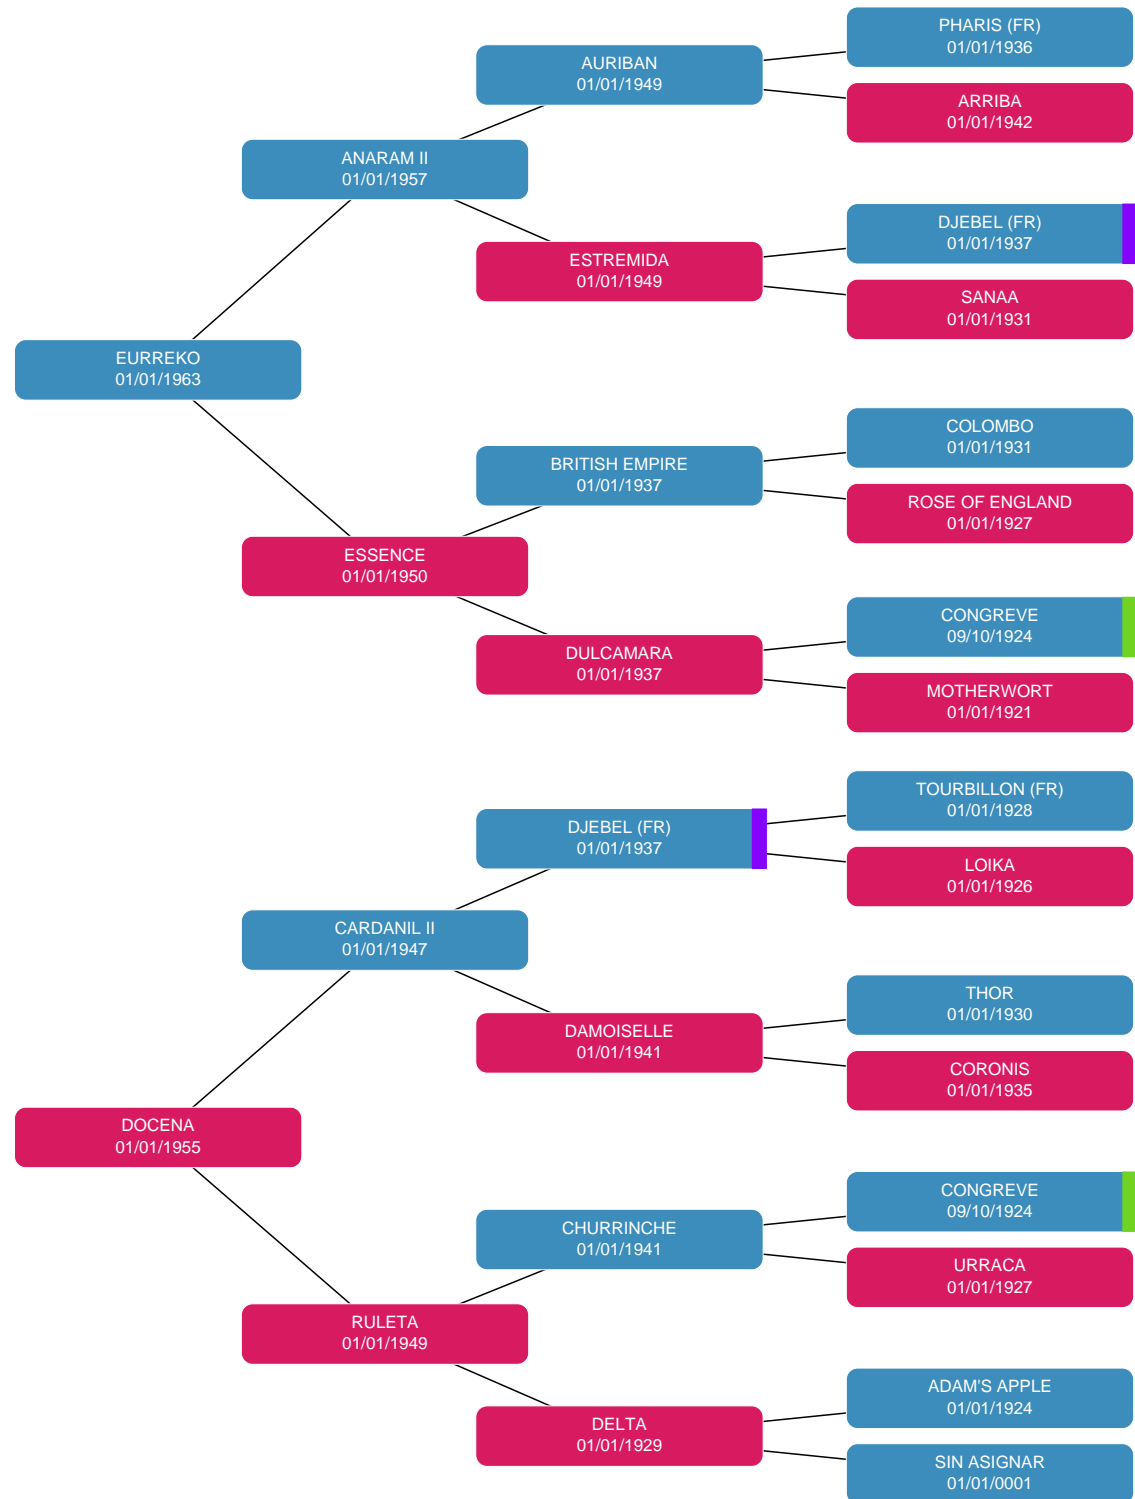 PHARIS (FR)
01/01/1936
AURIBAN
01/01/1949
ARRIBA
01/01/1942
ANARAM II
01/01/1957
DJEBEL (FR)
01/01/1937
ESTREMIDA
01/01/1949
SANAA
01/01/1931
EURREKO
01/01/1963
COLOMBO
01/01/1931
BRITISH EMPIRE
01/01/1937
ROSE OF ENGLAND
01/01/1927
ESSENCE
01/01/1950
CONGREVE
09/10/1924
DULCAMARA
01/01/1937
MOTHERWORT
01/01/1921
TOURBILLON (FR)
01/01/1928
DJEBEL (FR)
01/01/1937
LOIKA
01/01/1926
CARDANIL II
01/01/1947
THOR
01/01/1930
DAMOISELLE
01/01/1941
CORONIS
01/01/1935
DOCENA
01/01/1955
CONGREVE
09/10/1924
CHURRINCHE
01/01/1941
URRACA
01/01/1927
RULETA
01/01/1949
ADAM'S APPLE
01/01/1924
DELTA
01/01/1929
SIN ASIGNAR
01/01/0001